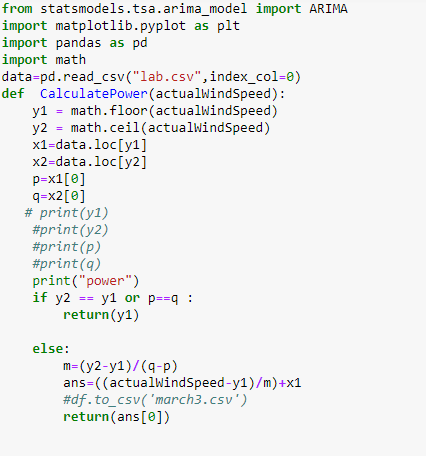 from statsmodels.tsa.arima_model import ARIMA
import matplotlib.pyplot as plt
import pandas as pd
import math
data=pd.read_csv("lab.csv",index_col=0)
def  CalculatePower(actualWindSpeed):
    y1 = math.floor(actualWindSpeed)
    y2 = math.ceil(actualWindSpeed)
    x1=data.loc[y1]
    x2=data.loc[y2]
    p=x1[0]
    q=x2[0]
   # print(y1)
    #print(y2)
    #print(p)
    #print(q)
    print("power")
    if y2 == y1 or p==q :
        return(y1)

    else:
        m=(y2-y1)/(q-p)
        ans=((actualWindSpeed-y1)/m)+x1
        #df.to_csv('march3.csv')
        return(ans[0])